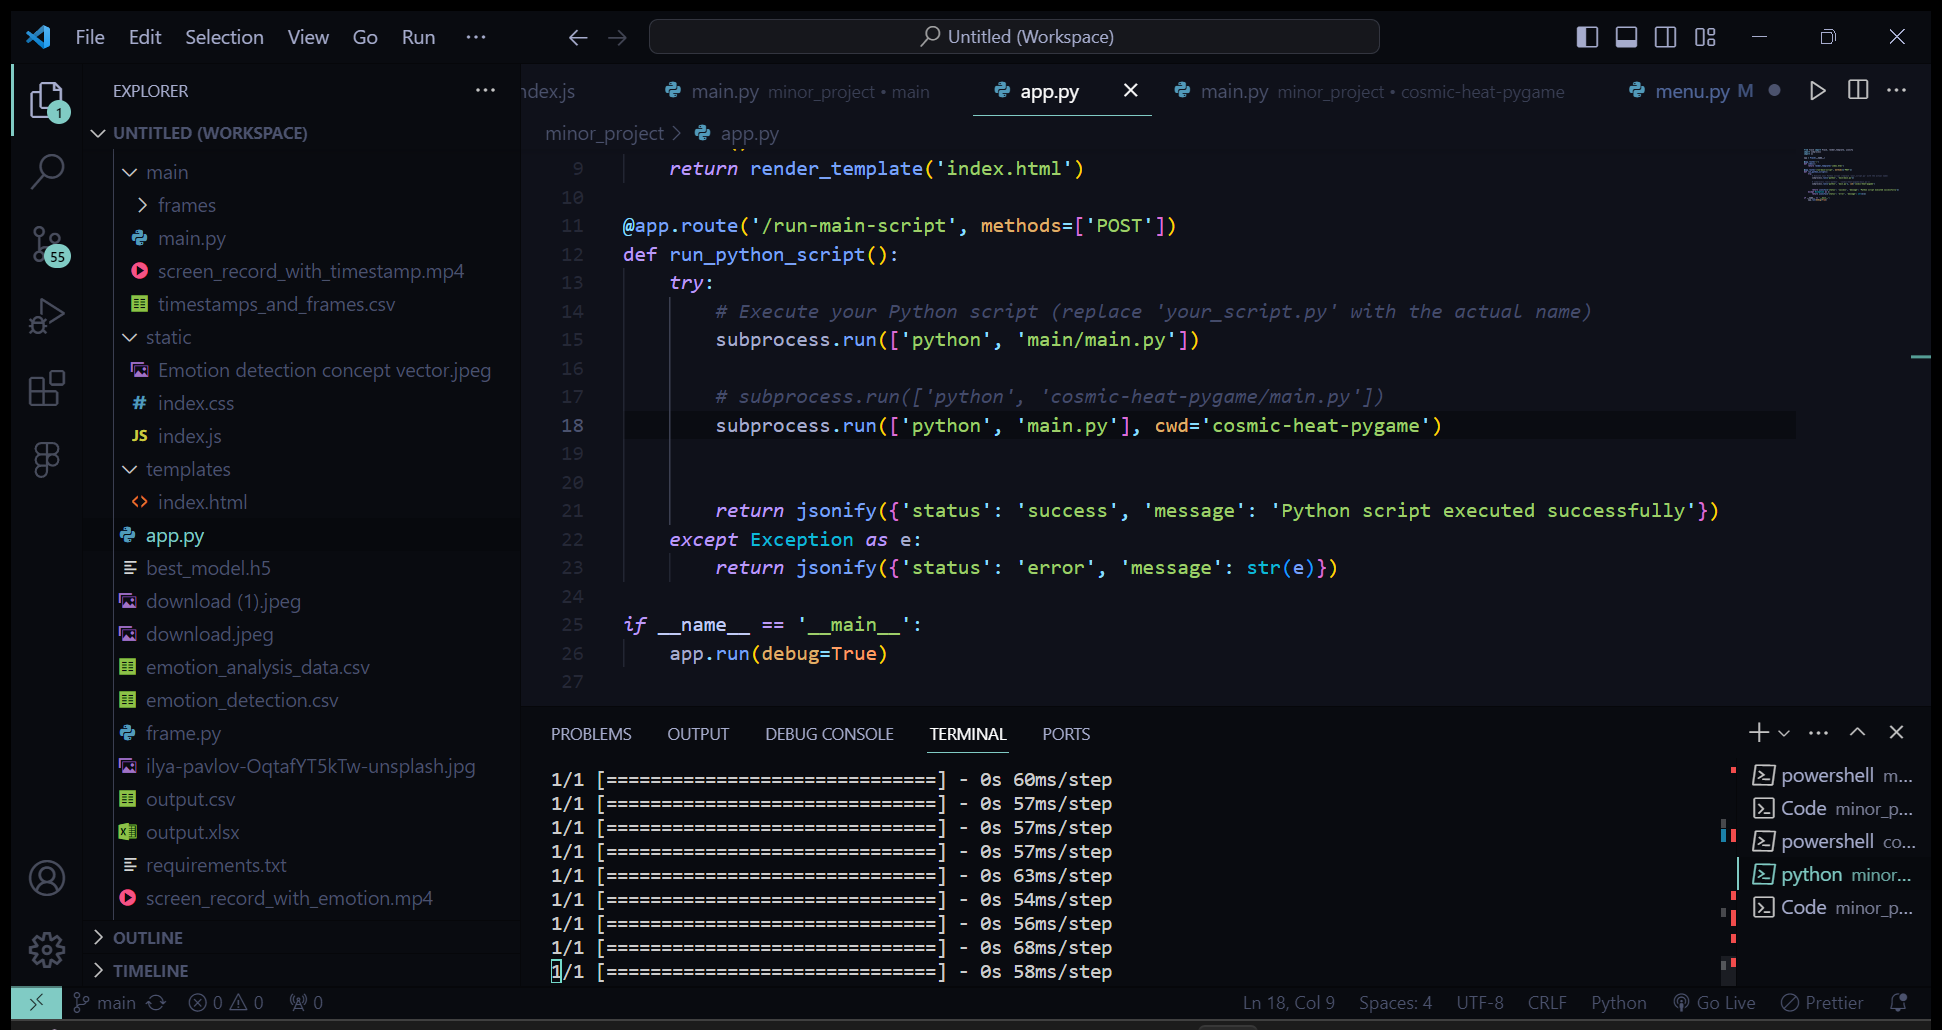 File Edit Selection View Go Run ···
Untitled (Workspace)
EXPLORER ···
1
UNTITLED (WORKSPACE)
main
frames
main.py
screen_record_with_timestamp.mp4
timestamps_and_frames.csv
static
Emotion detection concept vector.jpeg
# index.css
JS index.js
templates
<> index.html
app.py
best_model.h5
download (1).jpeg
download.jpeg
emotion_analysis_data.csv
emotion_detection.csv
frame.py
ilya-pavlov-OqtafYT5kTw-unsplash.jpg
output.csv
output.xlsx
requirements.txt
screen_record_with_emotion.mp4
OUTLINE
TIMELINE
55
ndex.js main.py minor_project • main app.py main.py minor_project • cosmic-heat-pygame menu.py M
minor_project > app.py
9 return render_template('index.html')
10
11 @app.route('/run-main-script', methods=['POST'])
12 def run_python_script():
13 try:
14 # Execute your Python script (replace 'your_script.py' with the actual name)
15 subprocess.run(['python', 'main/main.py'])
16
17 # subprocess.run(['python', 'cosmic-heat-pygame/main.py'])
18 subprocess.run(['python', 'main.py'], cwd='cosmic-heat-pygame')
19
20
21 return jsonify({'status': 'success', 'message': 'Python script executed successfully'})
22 except Exception as e:
23 return jsonify({'status': 'error', 'message': str(e)})
24
25 if __name__ == '__main__':
26 app.run(debug=True)
27
PROBLEMS OUTPUT DEBUG CONSOLE TERMINAL PORTS
1/1 [==============================] - 0s 60ms/step
1/1 [==============================] - 0s 57ms/step
1/1 [==============================] - 0s 57ms/step
1/1 [==============================] - 0s 57ms/step
1/1 [==============================] - 0s 63ms/step
1/1 [==============================] - 0s 54ms/step
1/1 [==============================] - 0s 56ms/step
1/1 [==============================] - 0s 68ms/step
1/1 [==============================] - 0s 58ms/step
powershell m...
Code minor_p...
powershell co...
python minor...
Code minor_p...
main 0 0 0 Ln 18, Col 9 Spaces: 4 UTF-8 CRLF Python Go Live Prettier